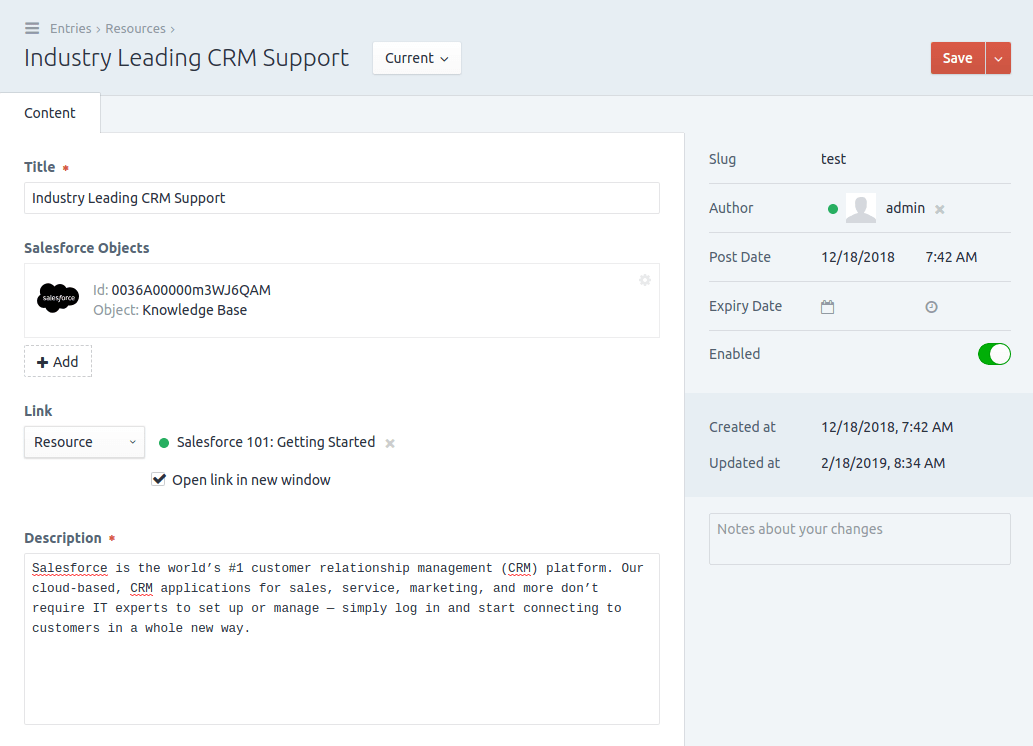 Entries › Resources ›
Industry Leading CRM Support
Current
Save
Content
Title *
Industry Leading CRM Support
Salesforce Objects
salesforce
Id: 0036A00000m3WJ6QAM
Object: Knowledge Base
+ Add
Link
Resource
Salesforce 101: Getting Started
Open link in new window
Description *
Salesforce is the world’s #1 customer relationship management (CRM) platform. Our
cloud-based, CRM applications for sales, service, marketing, and more don’t
require IT experts to set up or manage — simply log in and start connecting to
customers in a whole new way.
Slug test
Author admin
Post Date 12/18/2018 7:42 AM
Expiry Date
Enabled
Created at 12/18/2018, 7:42 AM
Updated at 2/18/2019, 8:34 AM
Notes about your changes